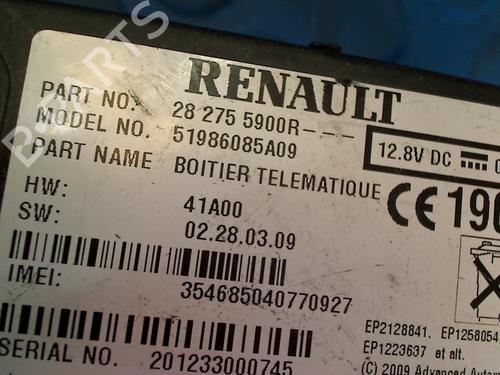 RENAULT
PART NO: 28 275 5900R---
MODEL NO. 51986085A09
PART NAME BOITIER TELEMATIQUE
12.8V DC
HW: 41A00
SW: 02.28.03.09
CE
IMEI: 354685040770927
SERIAL NO. 201233000745
EP2128841, EP1258054,
EP1223637 et alt.
(C) 2009 Advanced
B-PARTS